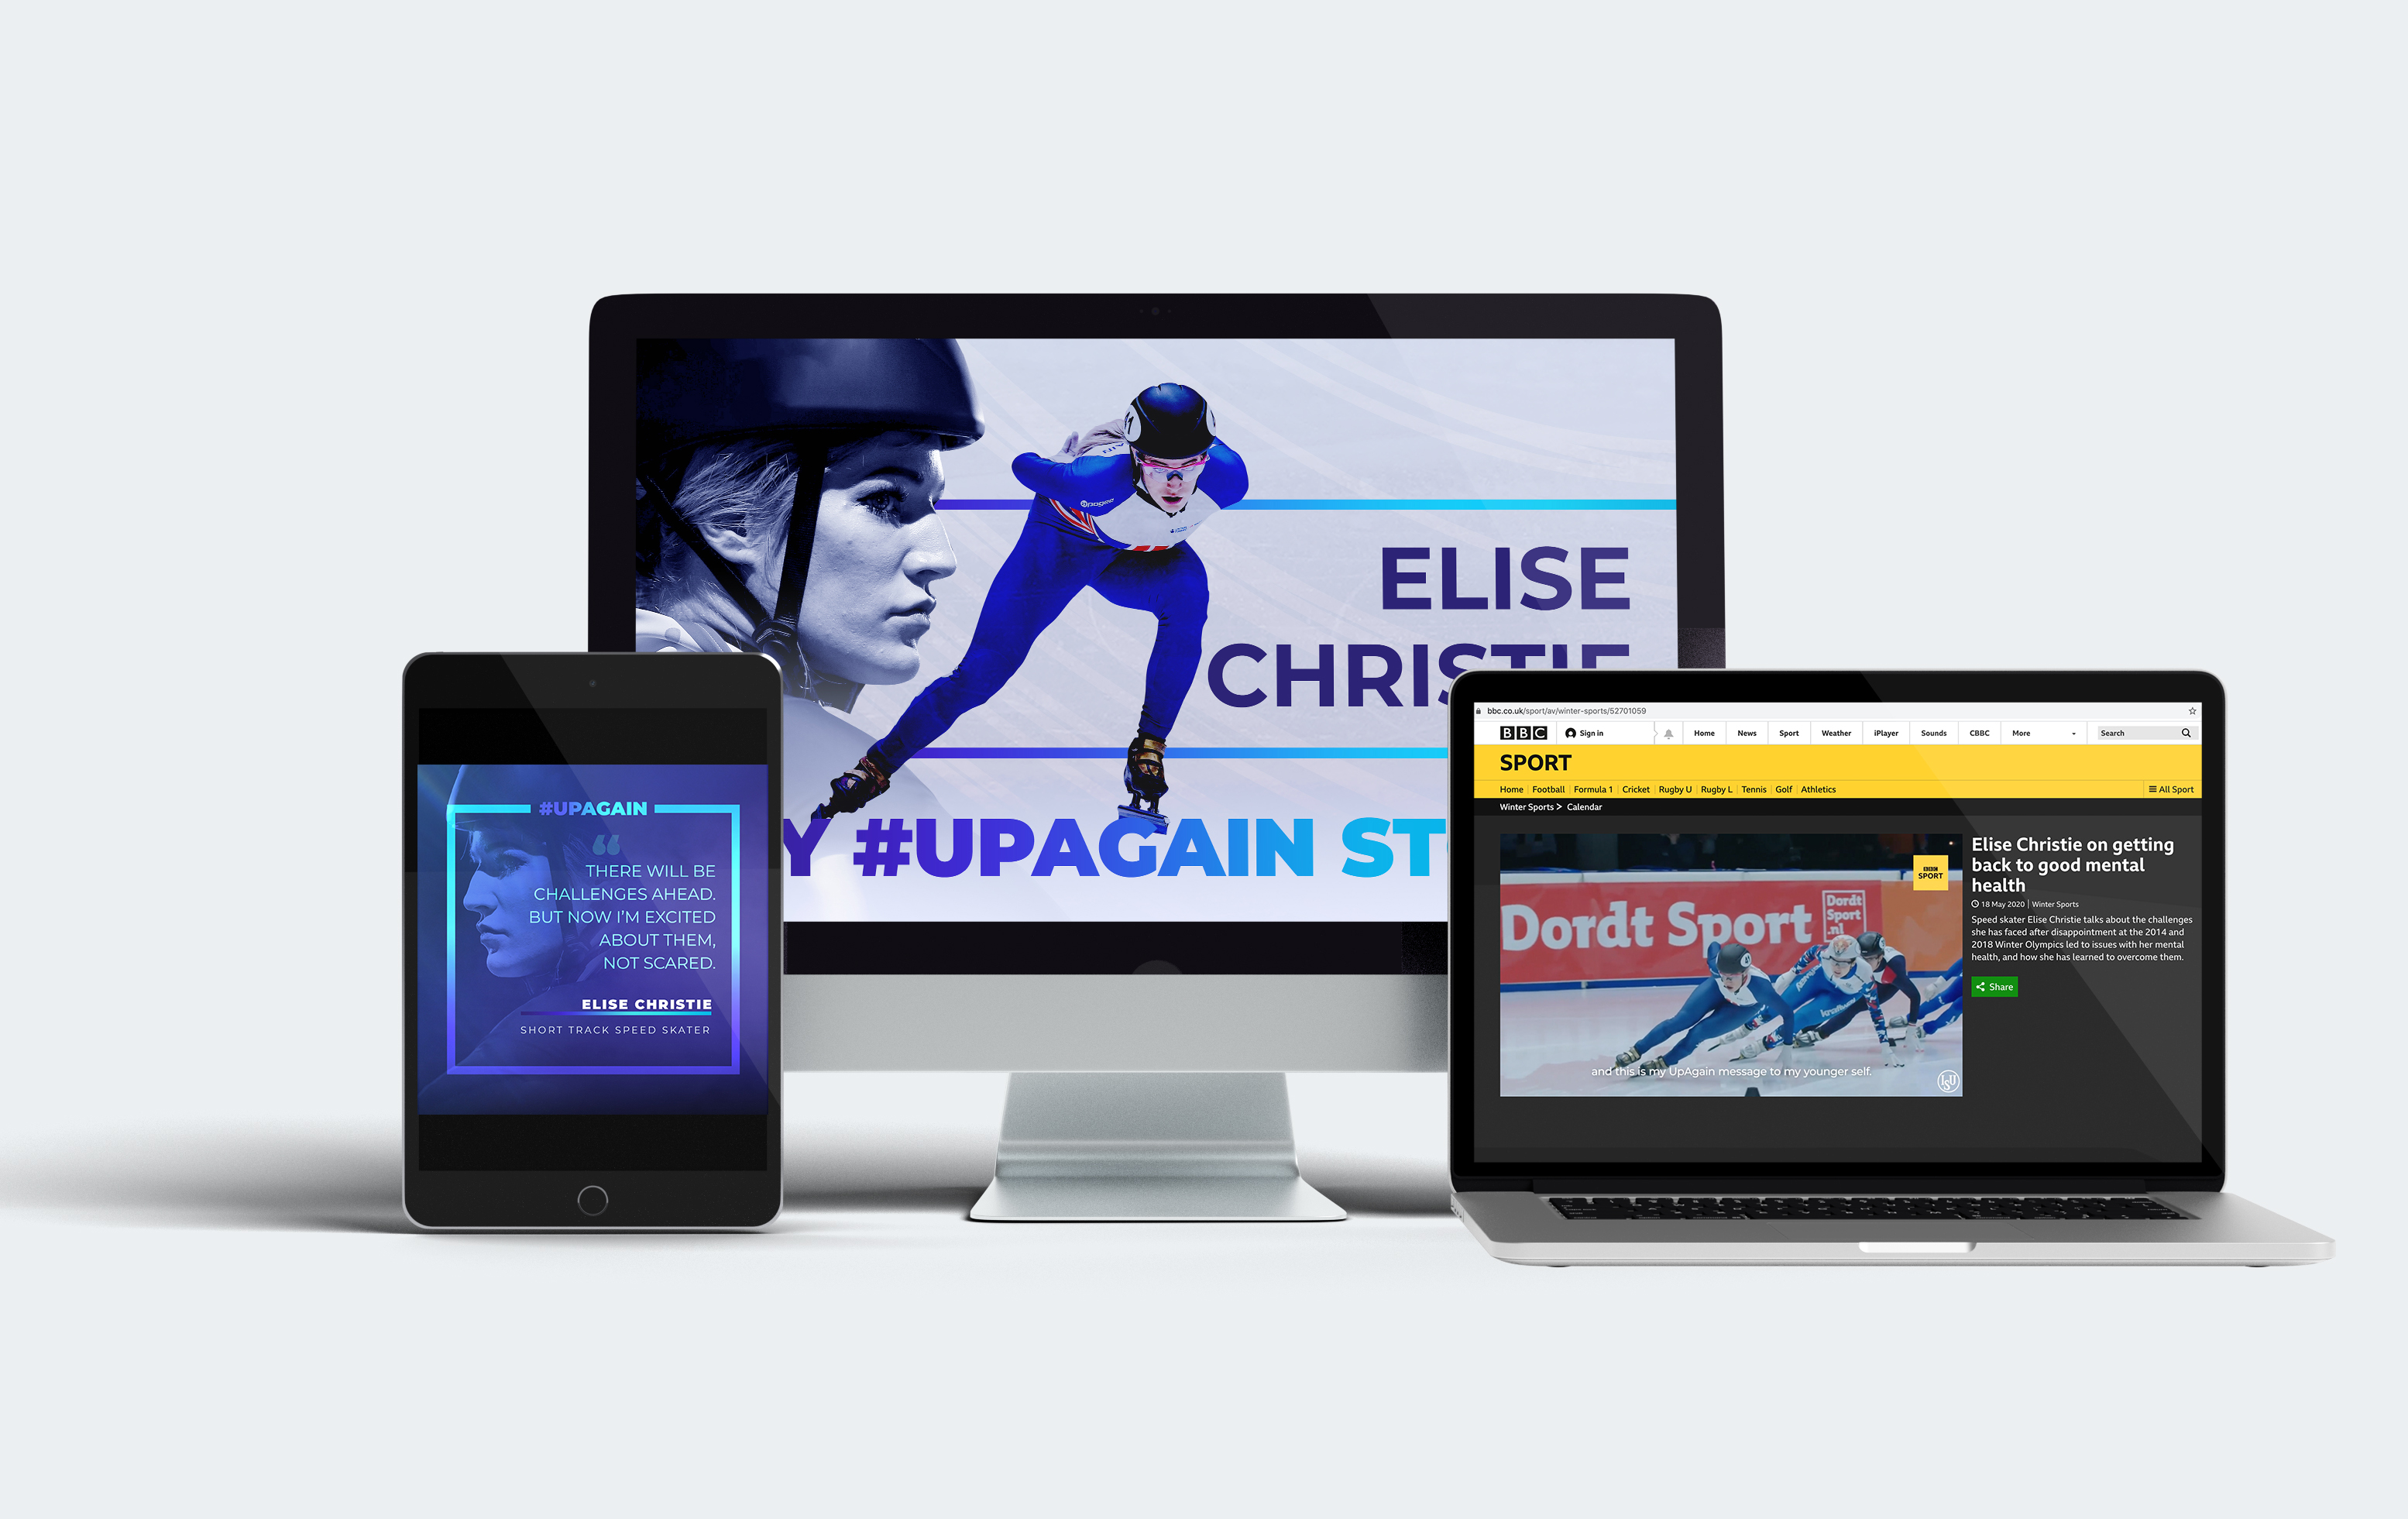 ELISE
CHRISTIE
Y #UPAGAIN ST
#UPAGAIN
“
THERE WILL BE
CHALLENGES AHEAD.
BUT NOW I'M EXCITED
ABOUT THEM,
NOT SCARED.
ELISE CHRISTIE
SHORT TRACK SPEED SKATER
bbc.co.uk/sport/av/winter-sports/52701059
BBC Sign in Home News Sport Weather iPlayer Sounds CBBC More Search
SPORT
Home Football Formula 1 Cricket Rugby U Rugby L Tennis Golf Athletics All Sport
Winter Sports > Calendar
BBC
SPORT
Dordt Sport
Dordt
Sport
.nl
and this is my UpAgain message to my younger self.
ISU
Elise Christie on getting
back to good mental
health
18 May 2020 | Winter Sports
Speed skater Elise Christie talks about the challenges
she has faced after disappointment at the 2014 and
2018 Winter Olympics led to issues with her mental
health, and how she has learned to overcome them.
Share